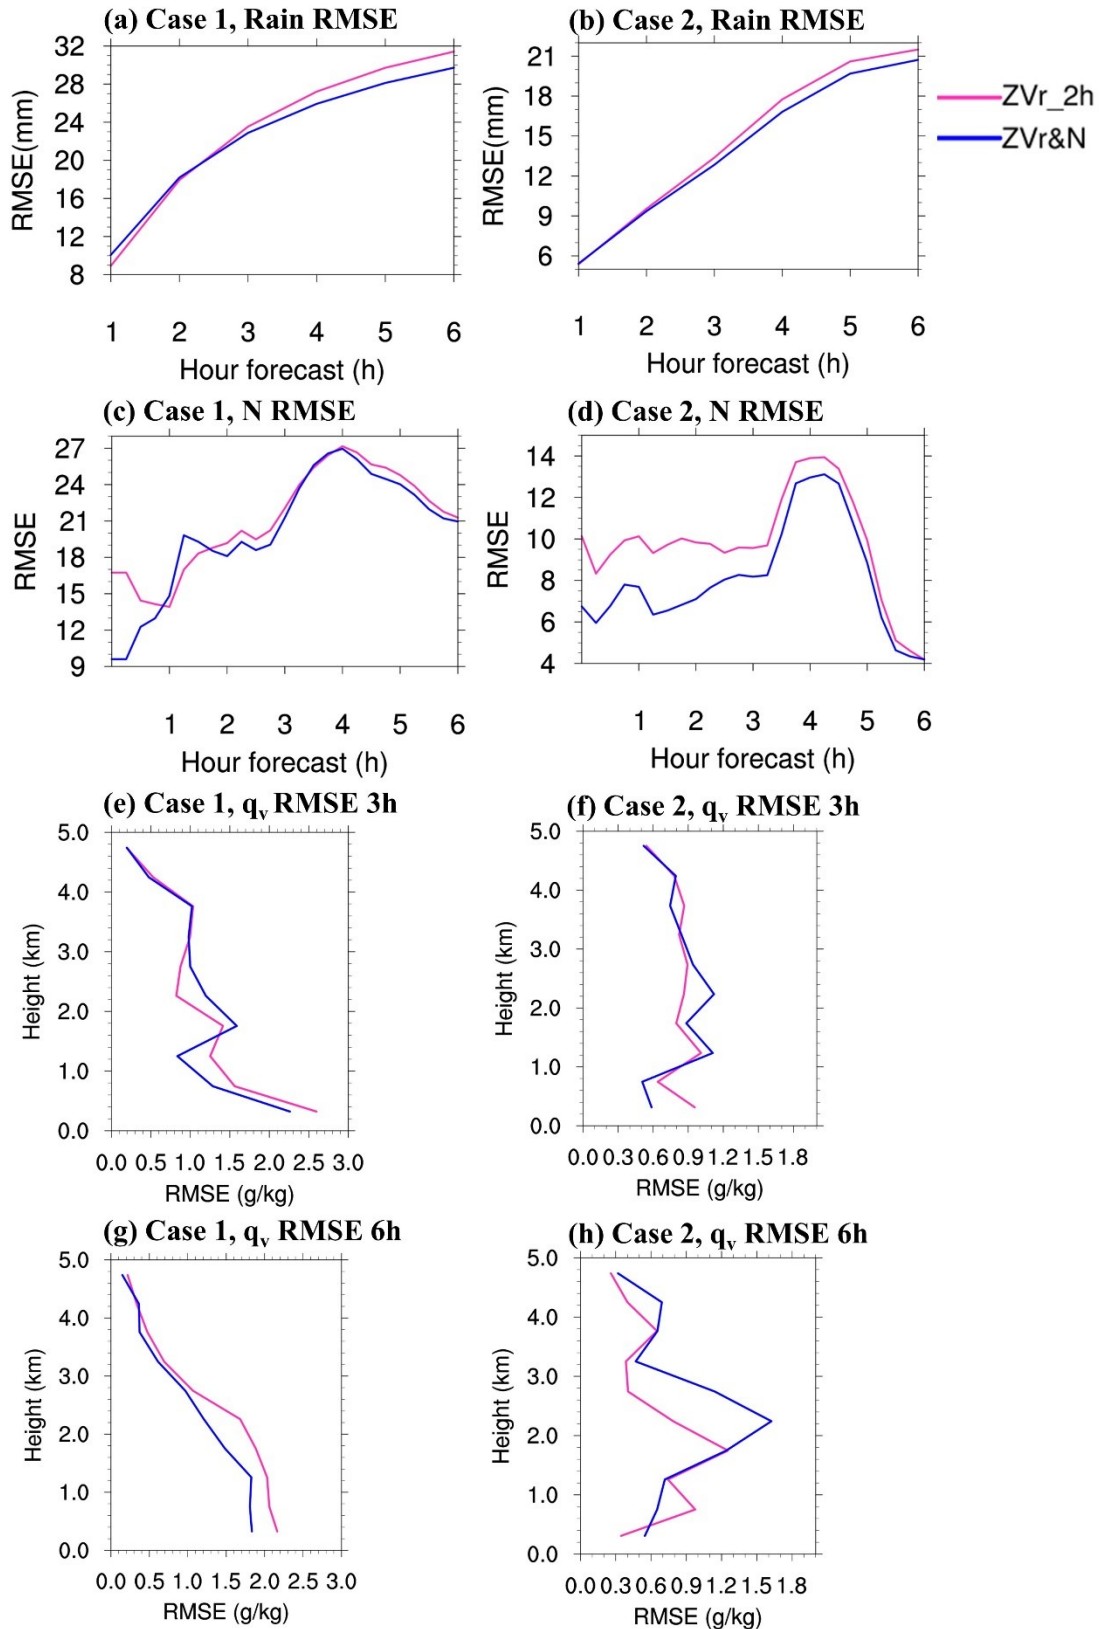 (a) Case 1, Rain RMSE
32
28
24
20
16
12
8
RMSE(mm)
1 2 3 4 5 6
Hour forecast (h)
(b) Case 2, Rain RMSE
21
18
15
12
9
6
RMSE(mm)
1 2 3 4 5 6
Hour forecast (h)
ZVr_2h
ZVr&N
(c) Case 1, N RMSE
27
24
21
18
15
12
9
RMSE
1 2 3 4 5 6
Hour forecast (h)
(d) Case 2, N RMSE
14
12
10
8
6
4
RMSE
1 2 3 4 5 6
Hour forecast (h)
(e) Case 1, qv RMSE 3h
5.0
4.0
3.0
2.0
1.0
0.0
Height (km)
0.0 0.5 1.0 1.5 2.0 2.5 3.0
RMSE (g/kg)
(f) Case 2, qv RMSE 3h
5.0
4.0
3.0
2.0
1.0
0.0
Height (km)
0.0 0.3 0.6 0.9 1.2 1.5 1.8
RMSE (g/kg)
(g) Case 1, qv RMSE 6h
5.0
4.0
3.0
2.0
1.0
0.0
Height (km)
0.0 0.5 1.0 1.5 2.0 2.5 3.0
RMSE (g/kg)
(h) Case 2, qv RMSE 6h
5.0
4.0
3.0
2.0
1.0
0.0
Height (km)
0.0 0.3 0.6 0.9 1.2 1.5 1.8
RMSE (g/kg)